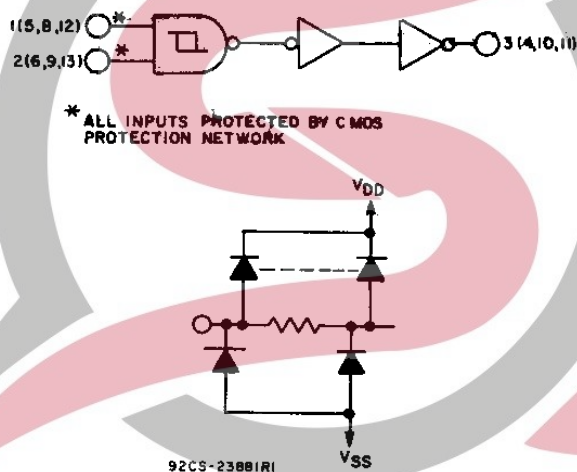 1(5,8,12) *
2(6,9,13) *
3(4,10,11)
* ALL INPUTS PROTECTED BY CMOS
PROTECTION NETWORK
VDD
VSS
92CS-23881R1